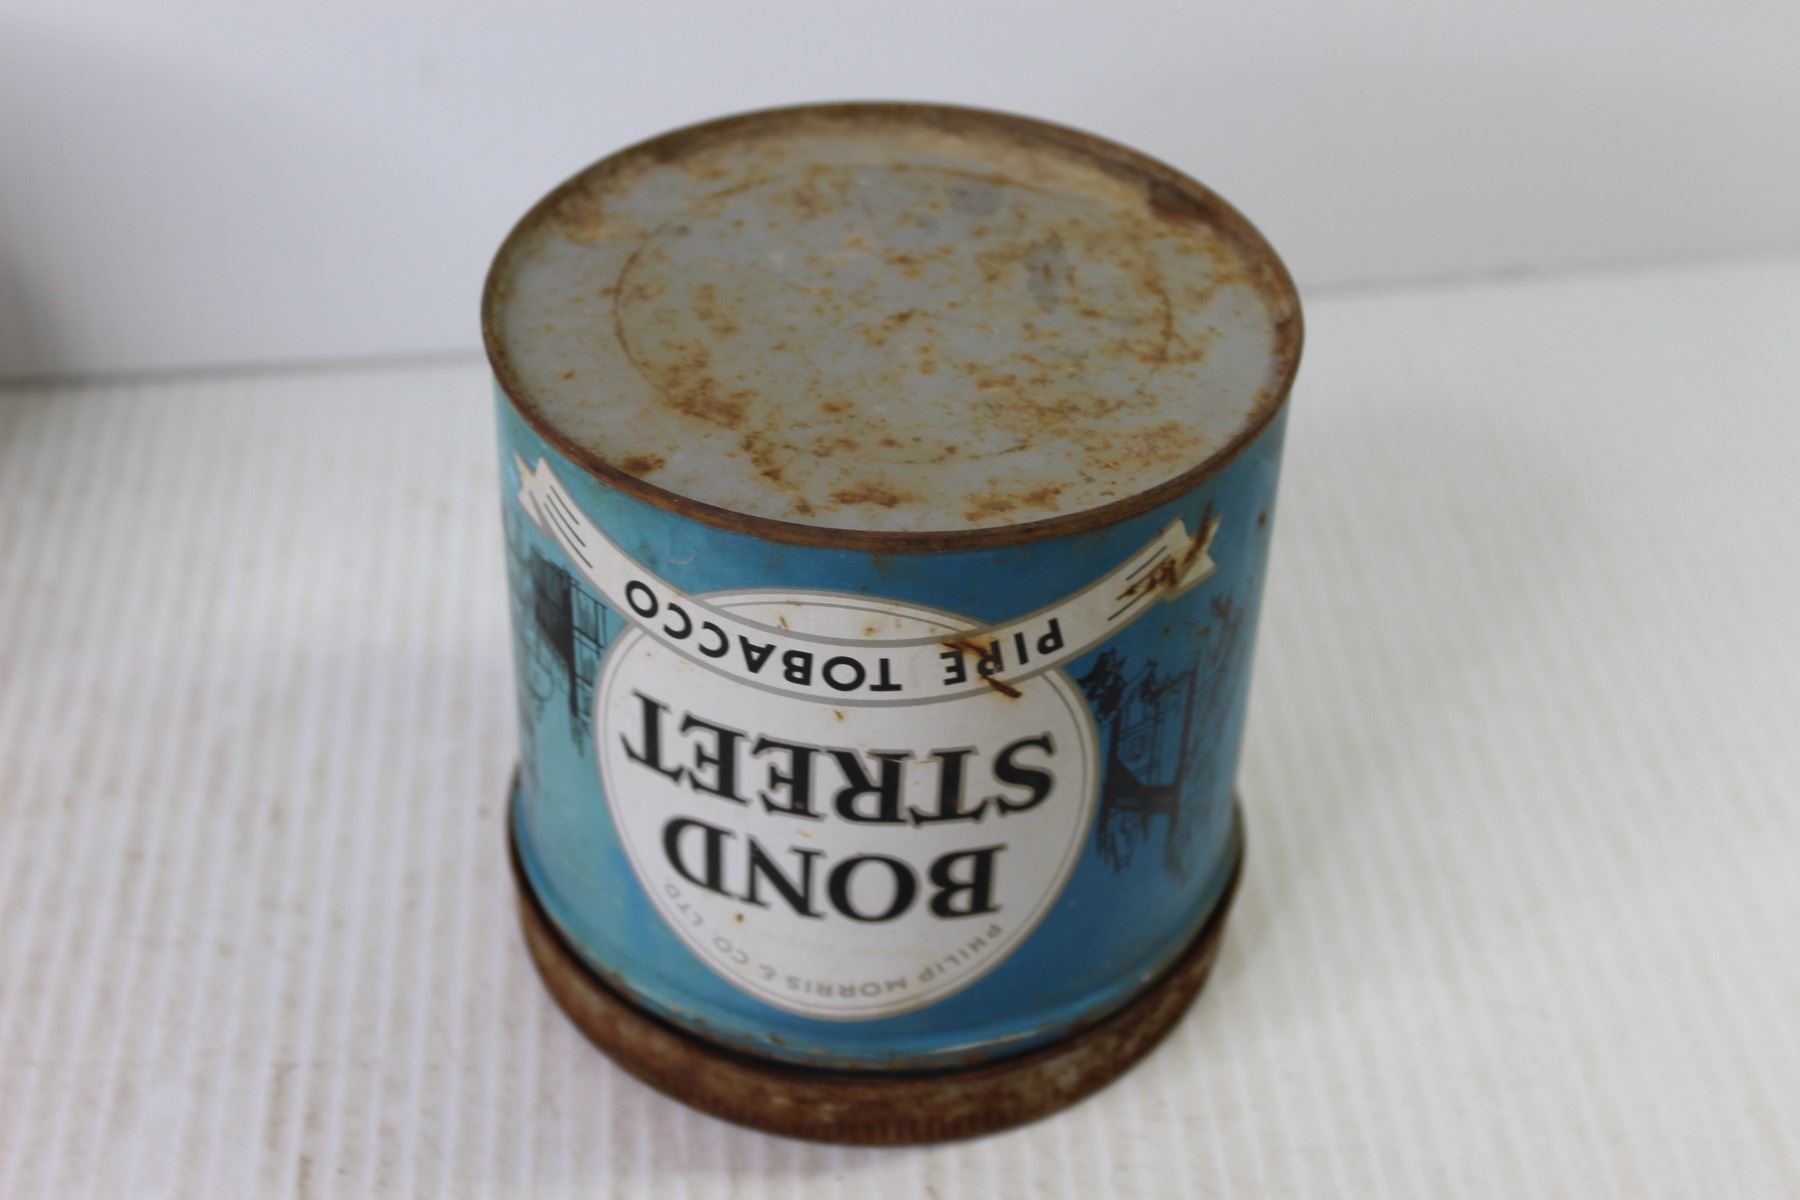 PHILIP MORRIS & CO. LTD.
BOND
STREET
PIPE TOBACCO